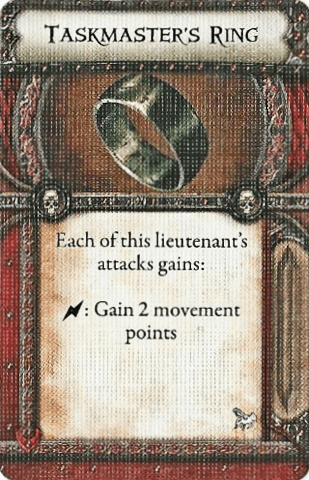 Taskmaster's Ring
Each of this lieutenant's
attacks gains:
: Gain 2 movement
points